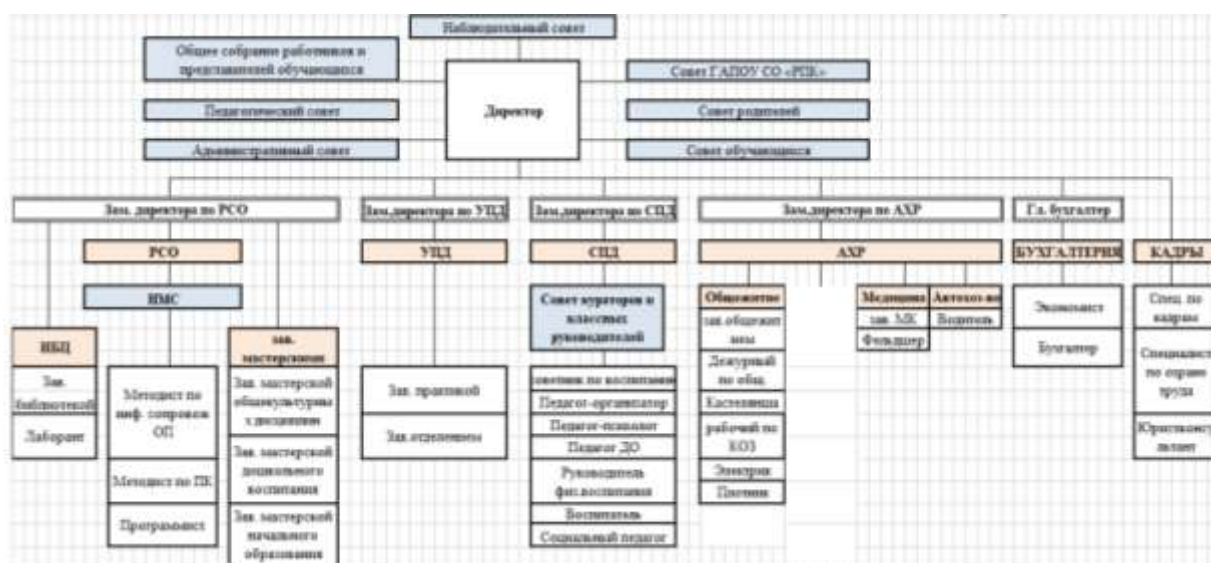 Наблюдательный совет
Общее собрание работников и
представителей обучающихся
Педагогический совет
Административный совет
Директор
Совет ГАПОУ СО «РПК»
Совет родителей
Совет обучающихся
Зам. директора по РСО
Зам.директора по УПД
Зам.директора по СПД
Зам.директора по АХР
Гл. бухгалтер
РСО
УПД
СПД
АХР
БУХГАЛТЕРИЯ
КАДРЫ
НМС
ИБЦ
Зав.
библиотекой
Лаборант
Методист по
инф. сопровож
ОП
Методист по ПК
Программист
зав.
мастерскими
Зав. мастерской
общекультурны
х дисциплин
Зав. мастерской
дошкольного
воспитания
Зав. мастерской
начального
образования
Зав. практикой
Зав.отделением
Совет кураторов и
классных
руководителей
советник по воспитанию
Педагог-организатор
Педагог-психолог
Педагог ДО
Руководитель
физ.воспитания
Воспитатель
Социальный педагог
Общежитие
зав.общежит
ием
Дежурный
по общ.
Кастелянша
рабочий по
КОЗ
Электрик
Плотник
Медицина
зав. МК
Фельдшер
Автохоз-во
Водитель
Экономист
Бухгалтер
Спец. по
кадрам
Специалист
по охране
труда
Юристконсу
льтант